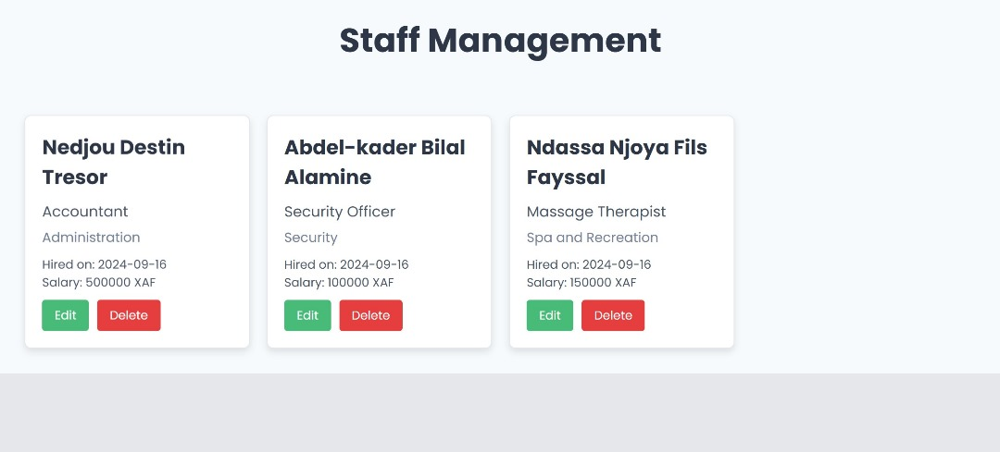 Staff Management
Nedjou Destin
Tresor
Accountant
Administration
Hired on: 2024-09-16
Salary: 500000 XAF
Edit
Delete
Abdel-kader Bilal
Alamine
Security Officer
Security
Hired on: 2024-09-16
Salary: 100000 XAF
Edit
Delete
Ndassa Njoya Fils
Fayssal
Massage Therapist
Spa and Recreation
Hired on: 2024-09-16
Salary: 150000 XAF
Edit
Delete